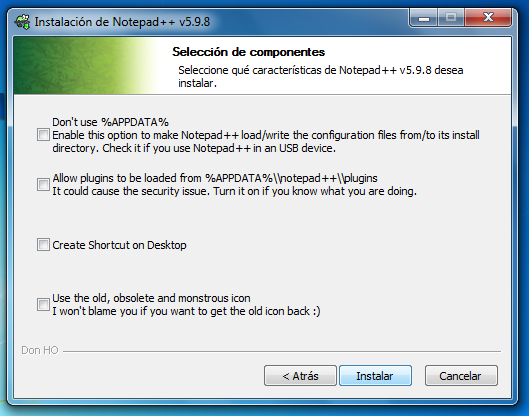 Instalación de Notepad++ v5.9.8
Selección de componentes
Seleccione qué características de Notepad++ v5.9.8 desea
instalar.
Don't use %APPDATA%
Enable this option to make Notepad++ load/write the configuration files from/to its install
directory. Check it if you use Notepad++ in an USB device.
Allow plugins to be loaded from %APPDATA%\\notepad++\\plugins
It could cause the security issue. Turn it on if you know what you are doing.
Create Shortcut on Desktop
Use the old, obsolete and monstrous icon
I won't blame you if you want to get the old icon back :)
Don HO
< Atrás
Instalar
Cancelar